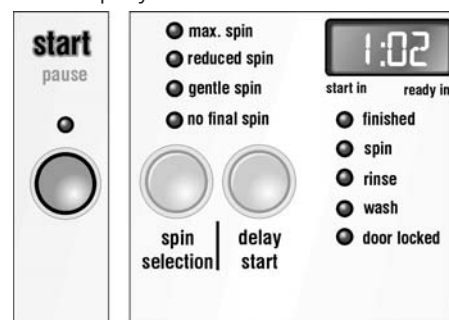 start
pause
max. spin
reduced spin
gentle spin
no final spin
spin
selection
delay
start
1:02
start in ready in
finished
spin
rinse
wash
door locked